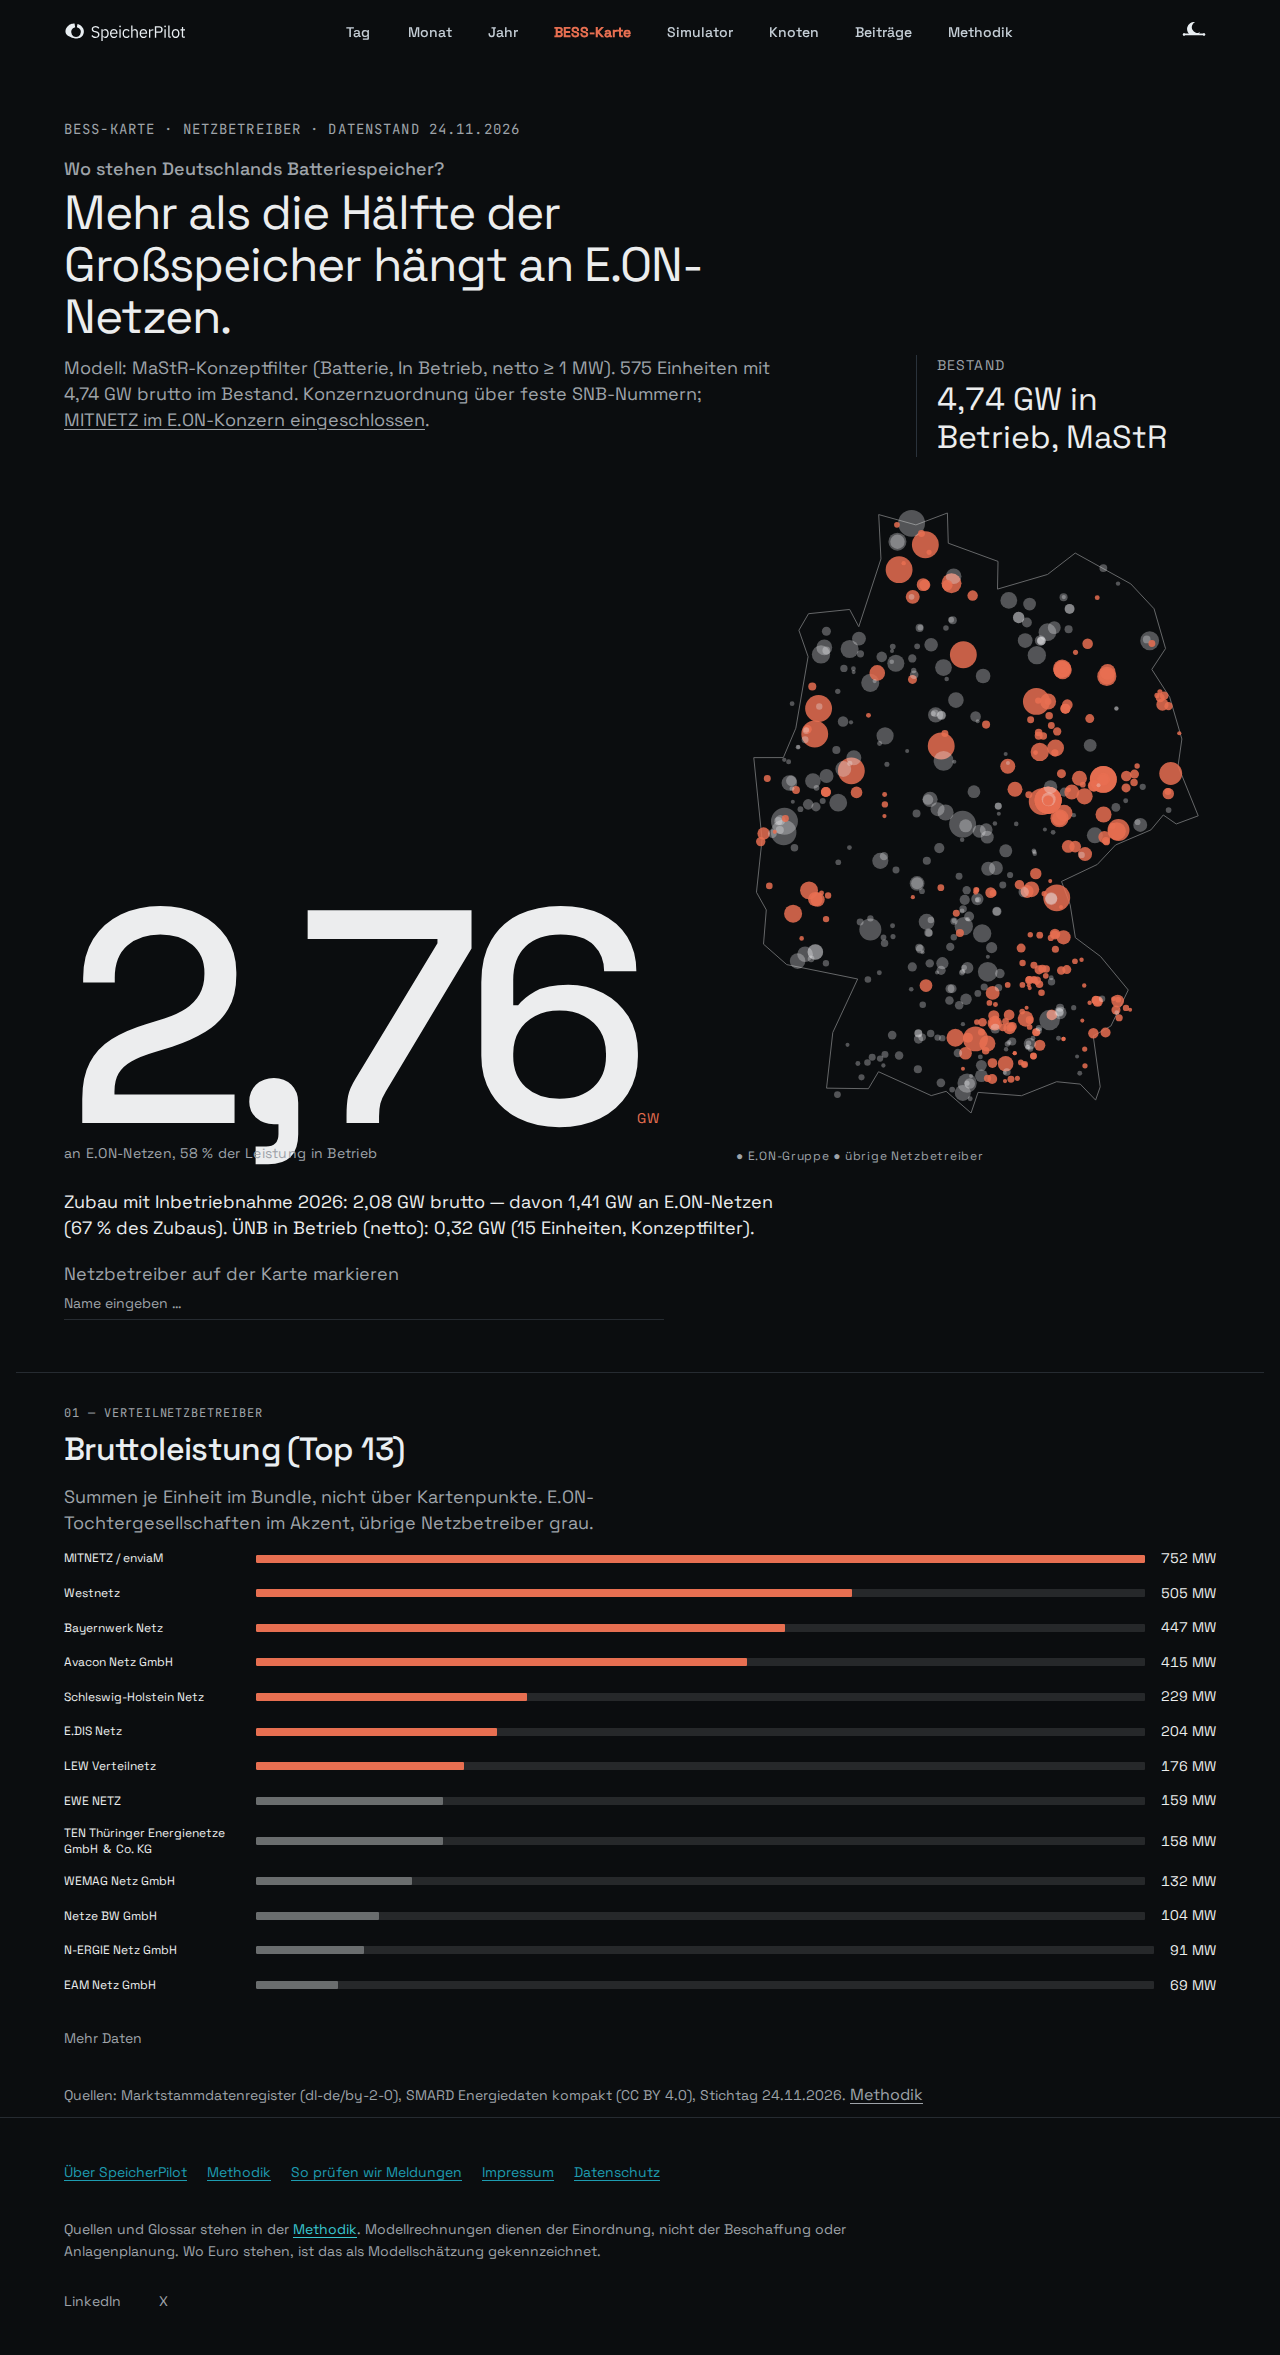 SpeicherPilot
Tag Monat Jahr BESS-Karte Simulator Knoten Beiträge Methodik
BESS-KARTE · NETZBETREIBER · DATENSTAND 24.11.2026
Wo stehen Deutschlands Batteriespeicher?
Mehr als die Hälfte der
Großspeicher hängt an E.ON-
Netzen.
Modell: MaStR-Konzeptfilter (Batterie, In Betrieb, netto ≥ 1 MW). 575 Einheiten mit
4,74 GW brutto im Bestand. Konzernzuordnung über feste SNB-Nummern;
MITNETZ im E.ON-Konzern eingeschlossen.
BESTAND
4,74 GW in
Betrieb, MaStR
2,76 GW
an E.ON-Netzen, 58 % der Leistung in Betrieb
● E.ON-Gruppe ● übrige Netzbetreiber
Zubau mit Inbetriebnahme 2026: 2,08 GW brutto — davon 1,41 GW an E.ON-Netzen
(67 % des Zubaus). ÜNB in Betrieb (netto): 0,32 GW (15 Einheiten, Konzeptfilter).
Netzbetreiber auf der Karte markieren
Name eingeben …
01 — VERTEILNETZBETREIBER
Bruttoleistung (Top 13)
Summen je Einheit im Bundle, nicht über Kartenpunkte. E.ON-
Tochtergesellschaften im Akzent, übrige Netzbetreiber grau.
MITNETZ / enviaM 752 MW
Westnetz 505 MW
Bayernwerk Netz 447 MW
Avacon Netz GmbH 415 MW
Schleswig-Holstein Netz 229 MW
E.DIS Netz 204 MW
LEW Verteilnetz 176 MW
EWE NETZ 159 MW
TEN Thüringer Energienetze
GmbH & Co. KG 158 MW
WEMAG Netz GmbH 132 MW
Netze BW GmbH 104 MW
N-ERGIE Netz GmbH 91 MW
EAM Netz GmbH 69 MW
Mehr Daten
Quellen: Marktstammdatenregister (dl-de/by-2-0), SMARD Energiedaten kompakt (CC BY 4.0), Stichtag 24.11.2026. Methodik
Über SpeicherPilot Methodik So prüfen wir Meldungen Impressum Datenschutz
Quellen und Glossar stehen in der Methodik. Modellrechnungen dienen der Einordnung, nicht der Beschaffung oder
Anlagenplanung. Wo Euro stehen, ist das als Modellschätzung gekennzeichnet.
LinkedIn X